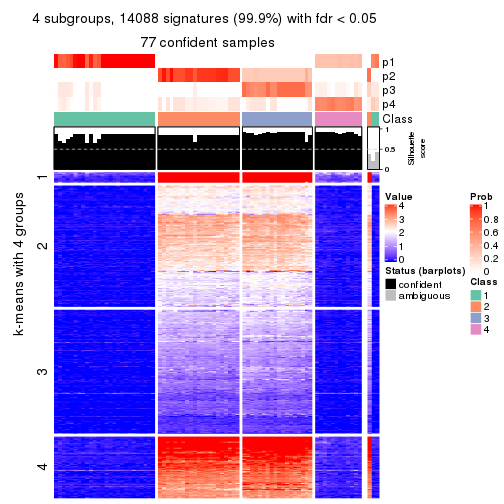 4 subgroups, 14088 signatures (99.9%) with fdr < 0.05
77 confident samples
p1
p2
p3
p4
Class
1
0.5
0
Silhouette
score
k-means with 4 groups
1
2
3
4
Value
4
3
2
1
0
Status (barplots)
confident
ambiguous
Prob
1
0.8
0.6
0.4
0.2
0
Class
1
2
3
4